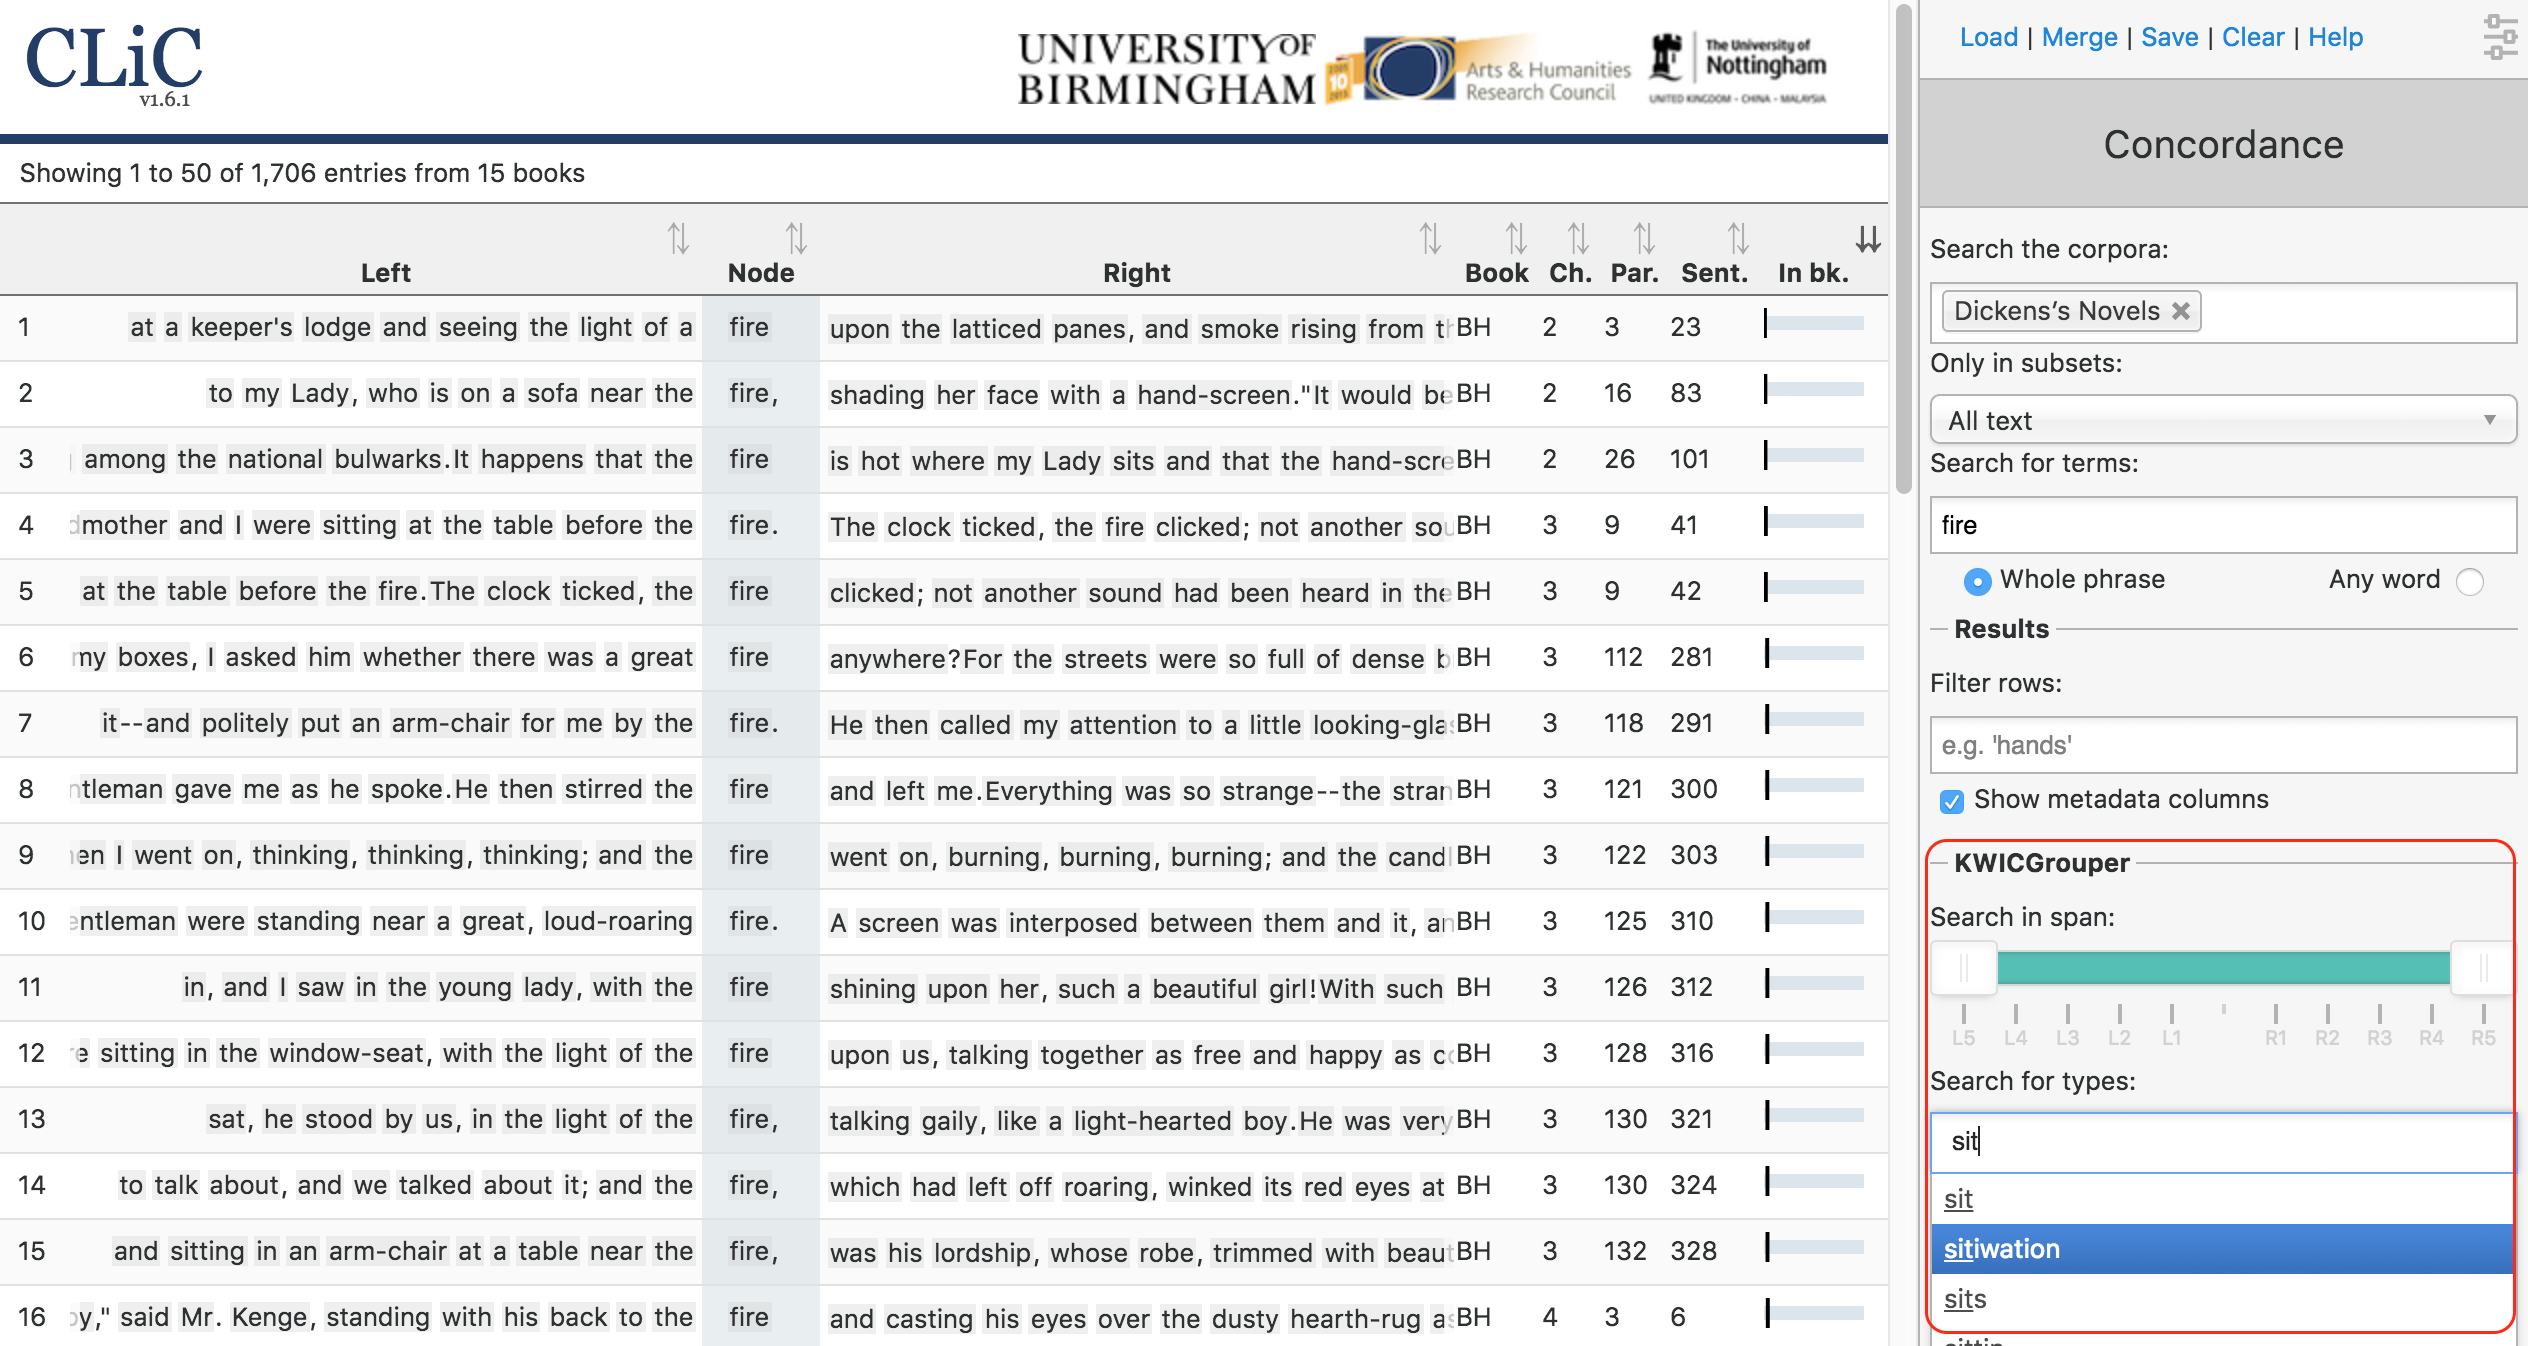 CLiC
v1.6.1
UNIVERSITY OF
BIRMINGHAM
10
Arts & Humanities
Research Council
The University of
Nottingham
UNITED KINGDOM - CHINA - MALAYSIA
Showing 1 to 50 of 1,706 entries from 15 books
Left Node Right Book Ch. Par. Sent. In bk.
1 at a keeper's lodge and seeing the light of a fire upon the latticed panes, and smoke rising from th BH 2 3 23
2 to my Lady, who is on a sofa near the fire, shading her face with a hand-screen."It would be BH 2 16 83
3 among the national bulwarks.It happens that the fire is hot where my Lady sits and that the hand-scre BH 2 26 101
4 dmother and I were sitting at the table before the fire. The clock ticked, the fire clicked; not another sou BH 3 9 41
5 at the table before the fire.The clock ticked, the fire clicked; not another sound had been heard in the BH 3 9 42
6 my boxes, I asked him whether there was a great fire anywhere?For the streets were so full of dense b BH 3 112 281
7 it--and politely put an arm-chair for me by the fire. He then called my attention to a little looking-glas BH 3 118 291
8 ntleman gave me as he spoke.He then stirred the fire and left me.Everything was so strange--the stran BH 3 121 300
9 en I went on, thinking, thinking, thinking; and the fire went on, burning, burning, burning; and the candl BH 3 122 303
10 entleman were standing near a great, loud-roaring fire. A screen was interposed between them and it, an BH 3 125 310
11 in, and I saw in the young lady, with the fire shining upon her, such a beautiful girl!With such BH 3 126 312
12 re sitting in the window-seat, with the light of the fire upon us, talking together as free and happy as co BH 3 128 316
13 sat, he stood by us, in the light of the fire, talking gaily, like a light-hearted boy.He was very BH 3 130 321
14 to talk about, and we talked about it; and the fire, which had left off roaring, winked its red eyes at BH 3 130 324
15 and sitting in an arm-chair at a table near the fire, was his lordship, whose robe, trimmed with beaut BH 3 132 328
16 oy," said Mr. Kenge, standing with his back to the fire and casting his eyes over the dusty hearth-rug as BH 4 3 6
Load | Merge | Save | Clear | Help
Concordance
Search the corpora:
Dickens's Novels
Only in subsets:
All text
Search for terms:
fire
Whole phrase Any word
Results
Filter rows:
e.g. 'hands'
Show metadata columns
KWICGrouper
Search in span:
L5 L4 L3 L2 L1 R1 R2 R3 R4 R5
Search for types:
sit
sit
sitiwation
sits